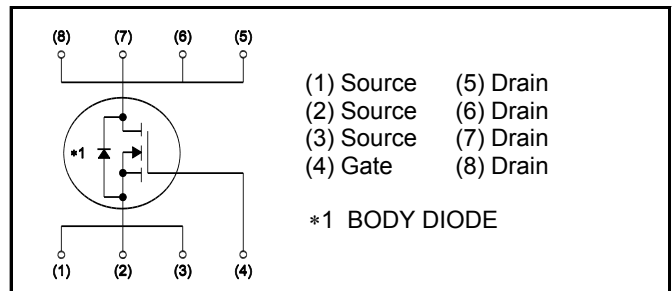 (8) (7) (6) (5)
(1) Source (5) Drain
(2) Source (6) Drain
(3) Source (7) Drain
(4) Gate (8) Drain
*1
∗1 BODY DIODE
(1) (2) (3) (4)